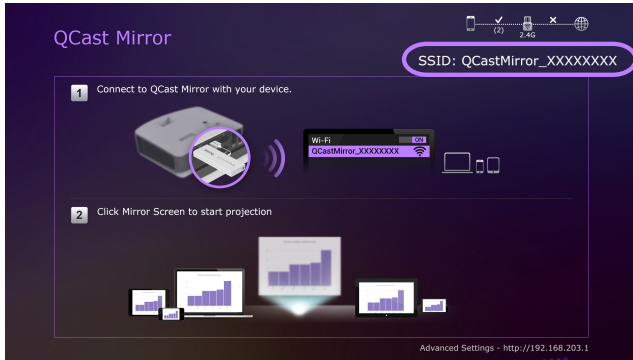 QCast Mirror
(2)
2.4G
SSID: QCastMirror_XXXXXXXX
1 Connect to QCast Mirror with your device.
Wi-Fi ON
QCastMirror_XXXXXXXX
2 Click Mirror Screen to start projection
Advanced Settings - http://192.168.203.1